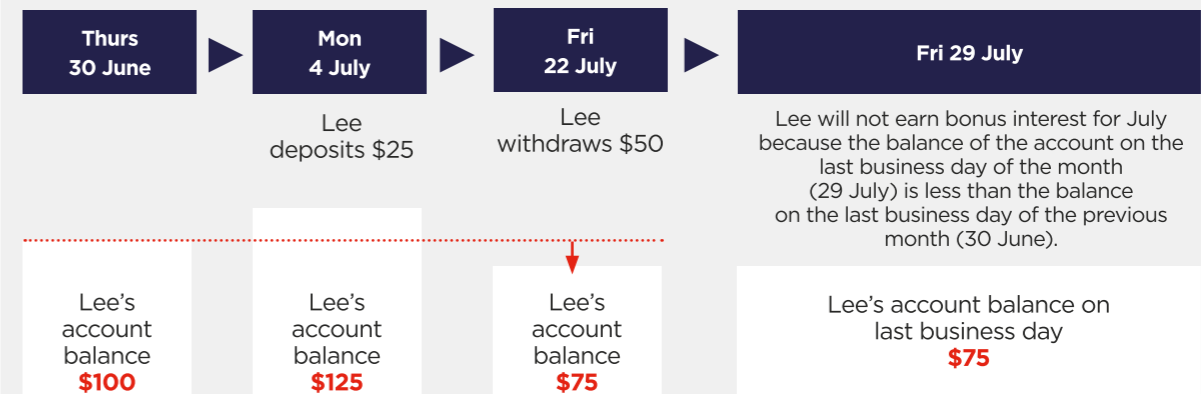 Thurs
30 June
Mon
4 July
Fri
22 July
Fri 29 July
Lee
deposits $25
Lee
withdraws $50
Lee will not earn bonus interest for July
because the balance of the account on the
last business day of the month
(29 July) is less than the balance
on the last business day of the previous
month (30 June).
Lee's
account
balance
$100
Lee's
account
balance
$125
Lee's
account
balance
$75
Lee's account balance on
last business day
$75